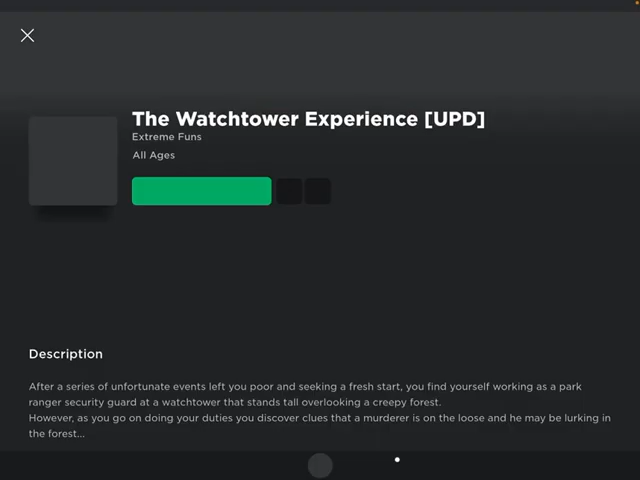 The Watchtower Experience [UPD]
Extreme Funs
All Ages
Description
After a series of unfortunate events left you poor and seeking a fresh start, you find yourself working as a park
ranger security guard at a watchtower that stands tall overlooking a creepy forest.
However, as you go on doing your duties you discover clues that a murderer is on the loose and he may be lurking in
the forest...